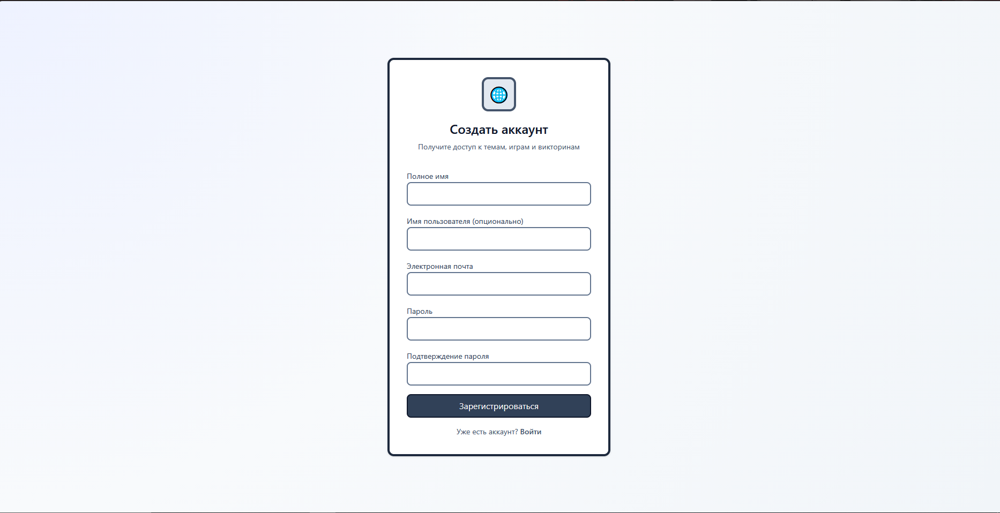 Создать аккаунт
Получите доступ к темам, играм и викторинам
Полное имя
Имя пользователя (опционально)
Электронная почта
Пароль
Подтверждение пароля
Зарегистрироваться
Уже есть аккаунт? Войти